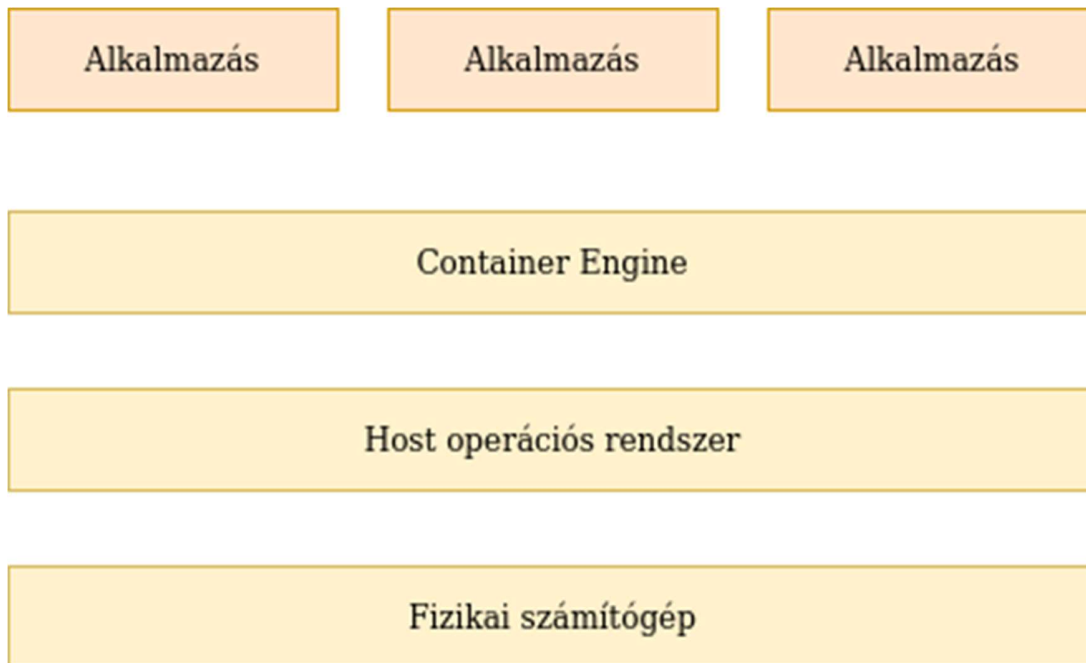 Alkalmazás Alkalmazás Alkalmazás
Container Engine
Host operációs rendszer
Fizikai számítógép